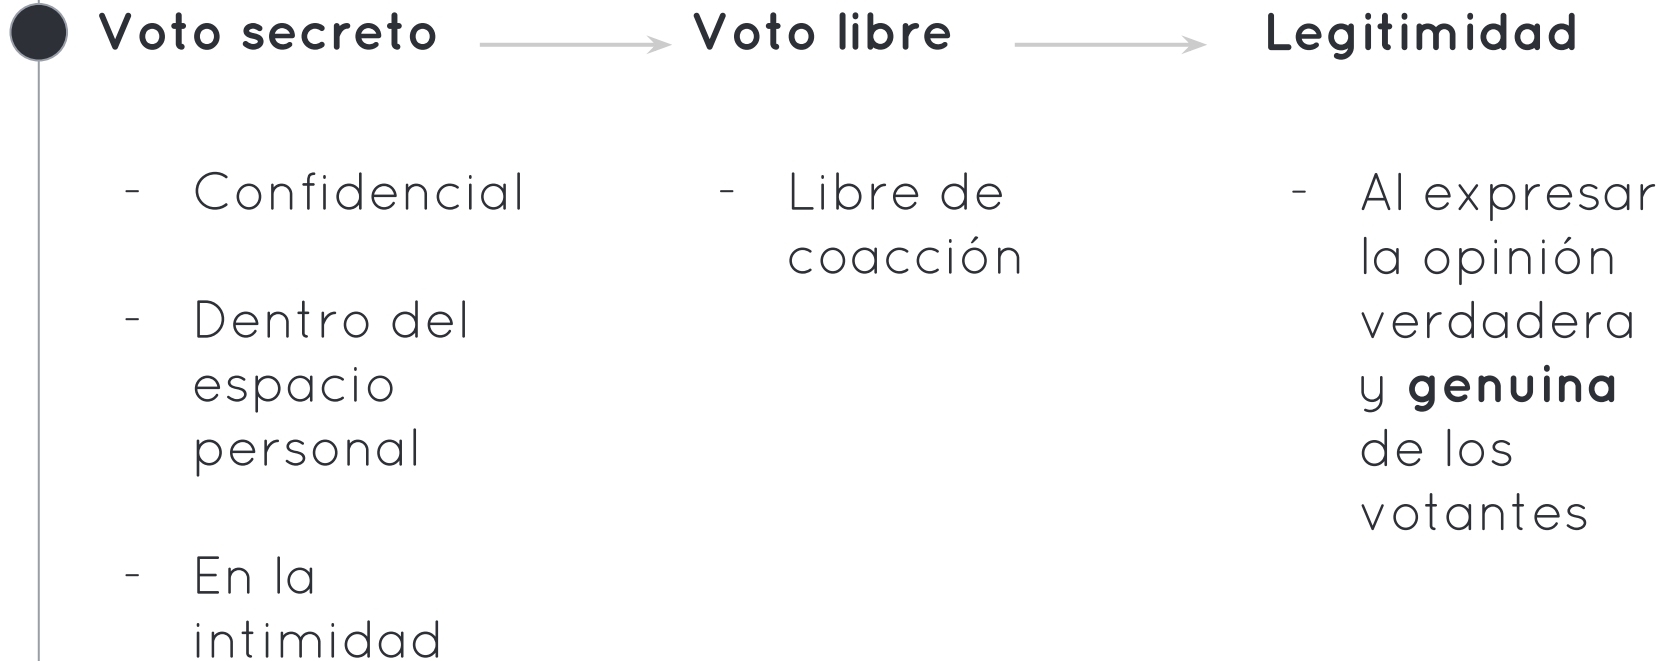 Voto secreto
- Confidencial
- Dentro del
espacio
personal
- En la
intimidad
Voto libre
- Libre de
coacción
Legitimidad
- Al expresar
la opinión
verdadera
y genuina
de los
votantes